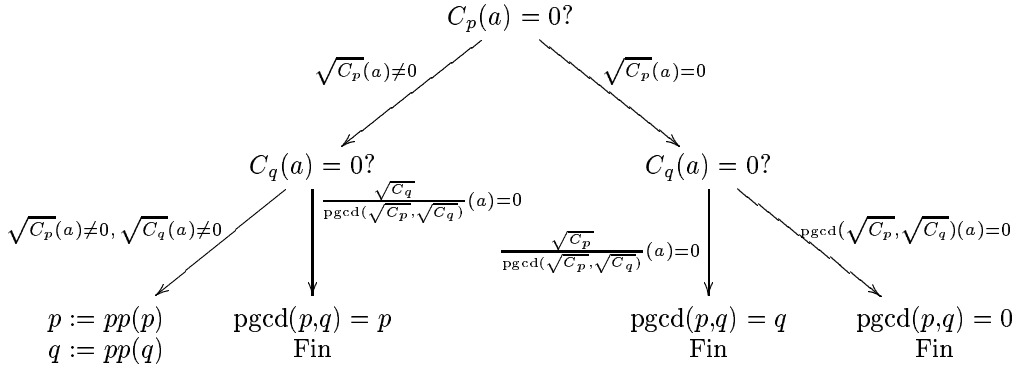 C_p(a) = 0?
√C_p(a)≠0
√C_p(a)=0
C_q(a) = 0?
C_q(a) = 0?
√C_q / pgcd(√C_p,√C_q) (a)=0
√C_p(a)≠0, √C_q(a)≠0
pgcd(√C_p,√C_q)(a)=0
√C_p / pgcd(√C_p,√C_q) (a)=0
p := pp(p)
q := pp(q)
pgcd(p,q) = p
Fin
pgcd(p,q) = q
Fin
pgcd(p,q) = 0
Fin